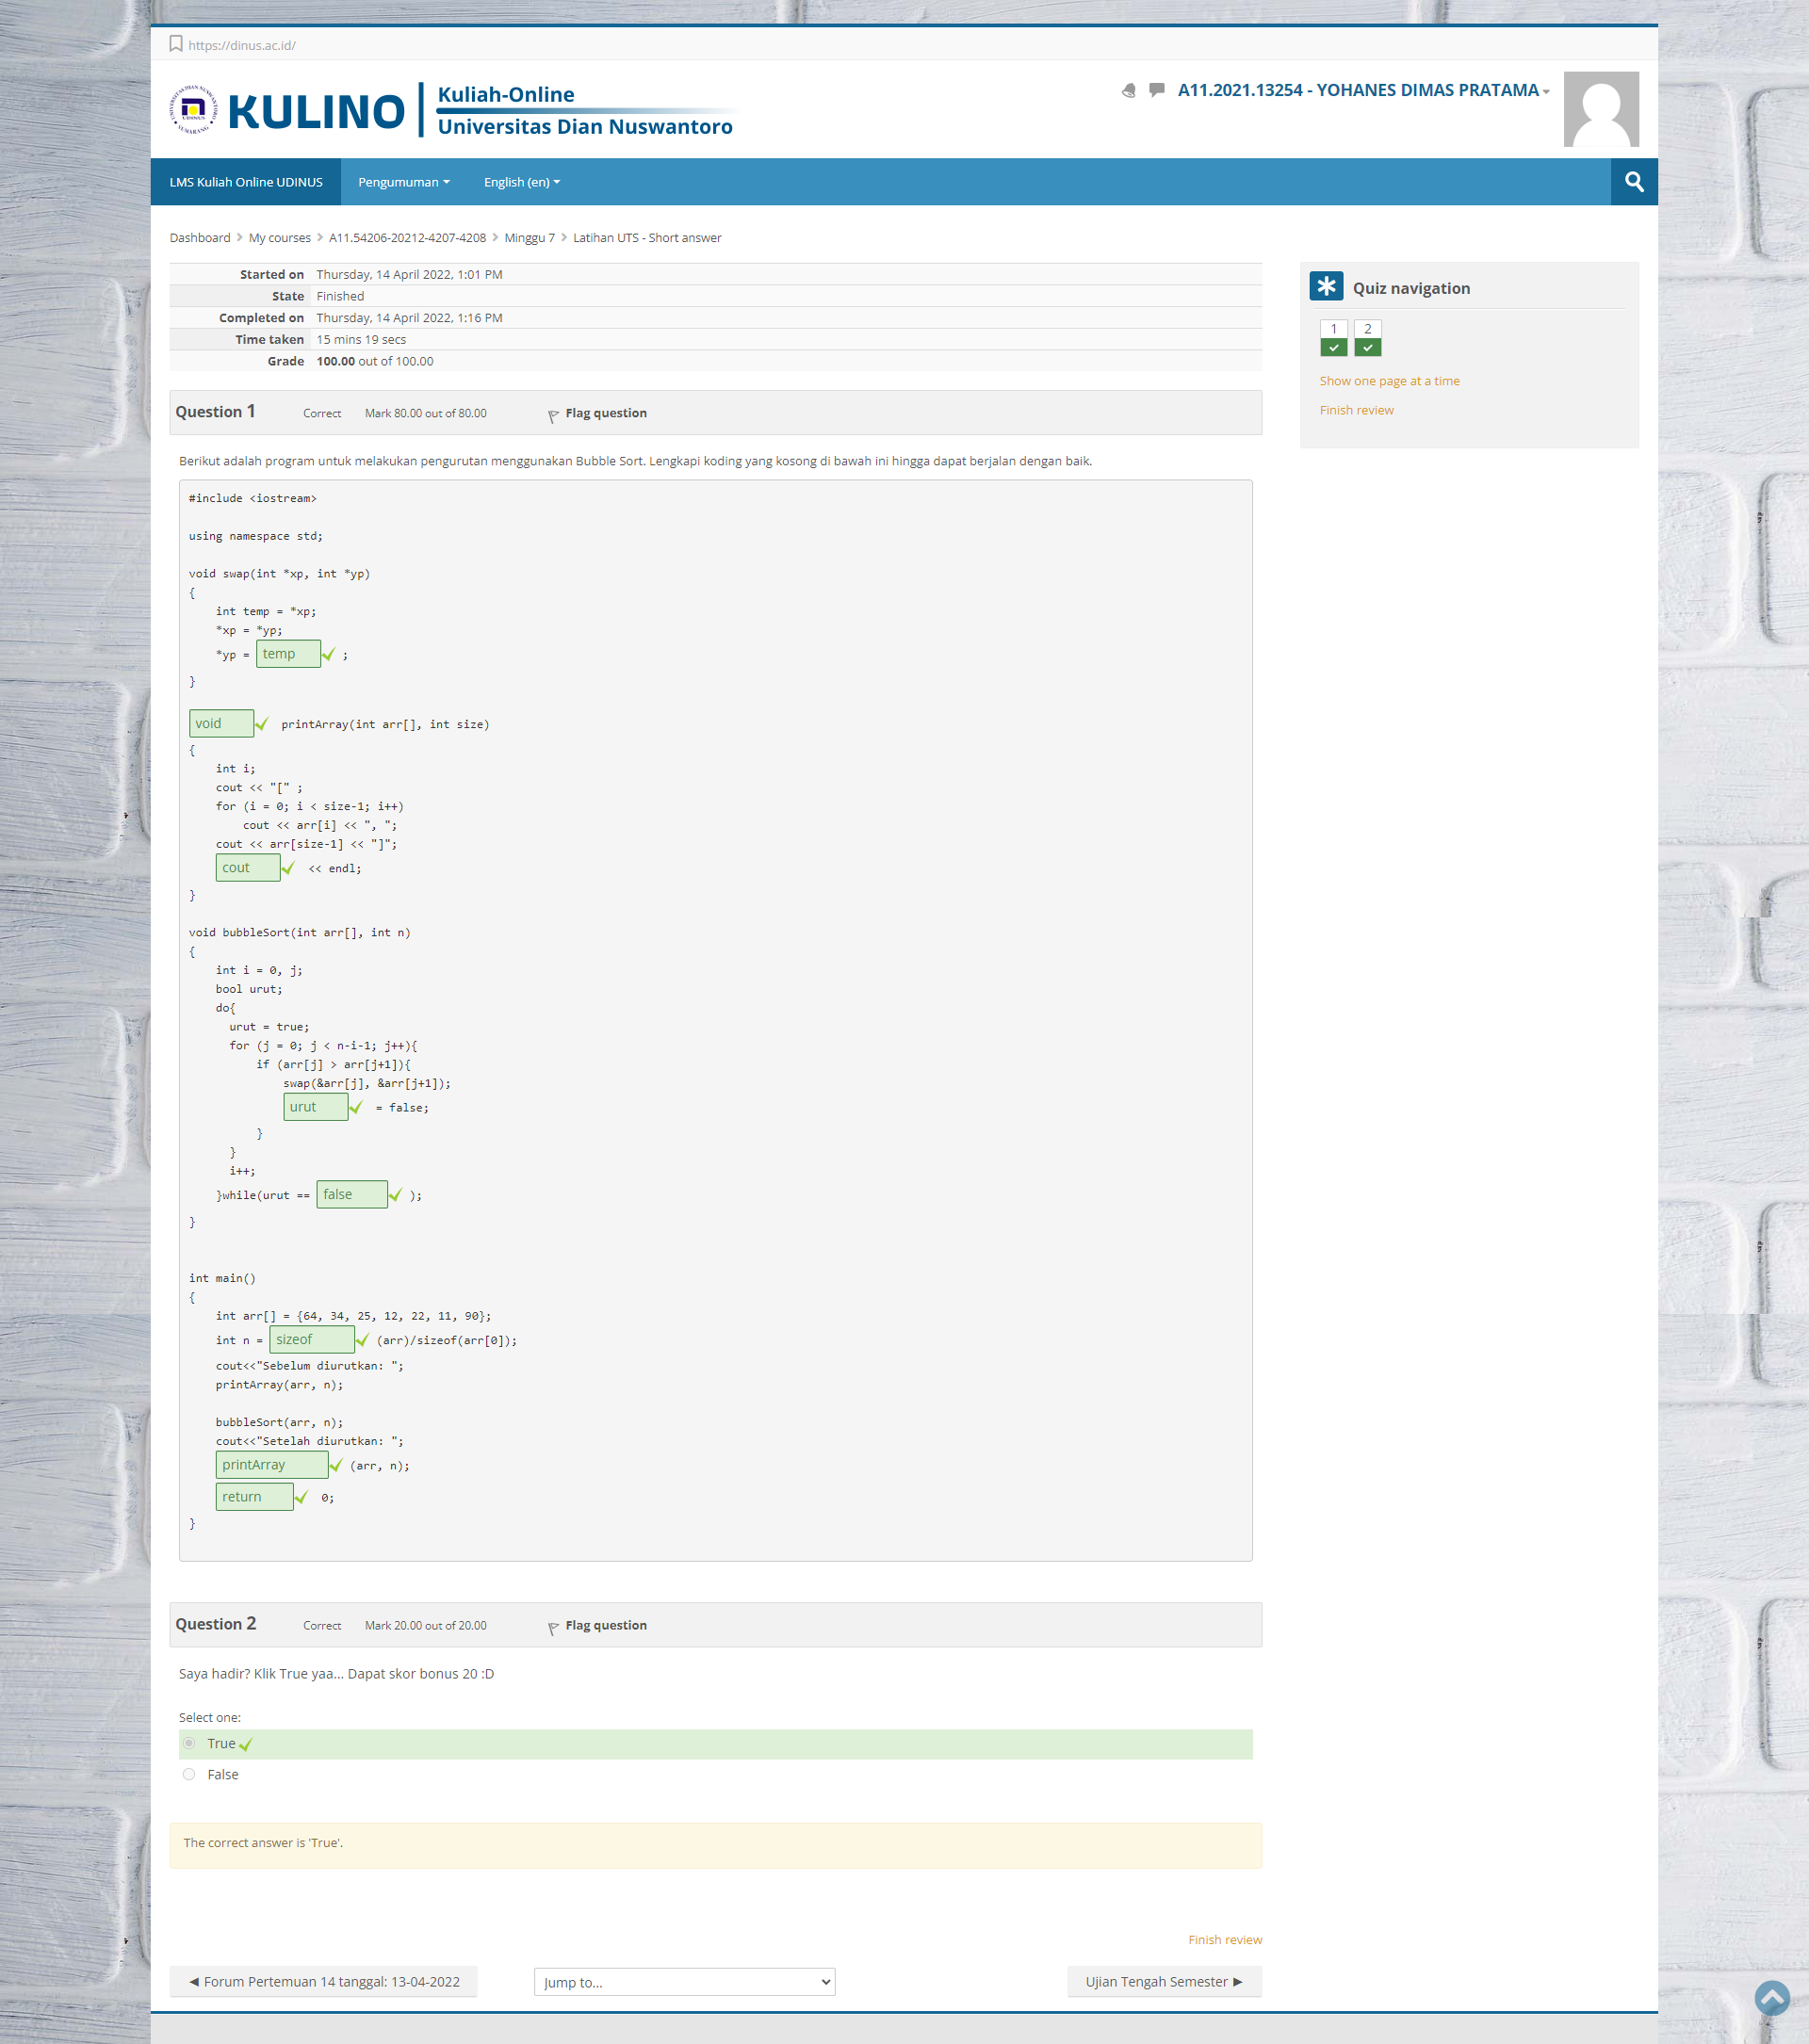 https://dinus.ac.id/
KULINO
Kuliah-Online
Universitas Dian Nuswantoro
A11.2021.13254 - YOHANES DIMAS PRATAMA
LMS Kuliah Online UDINUS Pengumuman English (en)
Dashboard My courses A11.54206-20212-4207-4208 Minggu 7 Latihan UTS - Short answer
Started on Thursday, 14 April 2022, 1:01 PM
State Finished
Completed on Thursday, 14 April 2022, 1:16 PM
Time taken 15 mins 19 secs
Grade 100.00 out of 100.00
Quiz navigation
1 2
Show one page at a time
Finish review
Question 1 Correct Mark 80.00 out of 80.00 Flag question
Berikut adalah program untuk melakukan pengurutan menggunakan Bubble Sort. Lengkapi koding yang kosong di bawah ini hingga dapat berjalan dengan baik.
#include <iostream>
using namespace std;
void swap(int *xp, int *yp)
{
int temp = *xp;
*xp = *yp;
*yp = temp ;
}
void printArray(int arr[], int size)
{
int i;
cout << "[" ;
for (i = 0; i < size-1; i++)
cout << arr[i] << ", ";
cout << arr[size-1] << "]";
cout << endl;
}
void bubbleSort(int arr[], int n)
{
int i = 0, j;
bool urut;
do{
urut = true;
for (j = 0; j < n-i-1; j++){
if (arr[j] > arr[j+1]){
swap(&arr[j], &arr[j+1]);
urut = false;
}
}
i++;
}while(urut == false );
}
int main()
{
int arr[] = {64, 34, 25, 12, 22, 11, 90};
int n = sizeof (arr)/sizeof(arr[0]);
cout<<"Sebelum diurutkan: ";
printArray(arr, n);
bubbleSort(arr, n);
cout<<"Setelah diurutkan: ";
printArray (arr, n);
return 0;
}
Question 2 Correct Mark 20.00 out of 20.00 Flag question
Saya hadir? Klik True yaa... Dapat skor bonus 20 :D
Select one:
True
False
The correct answer is 'True'.
Finish review
◄ Forum Pertemuan 14 tanggal: 13-04-2022 Jump to... Ujian Tengah Semester ►